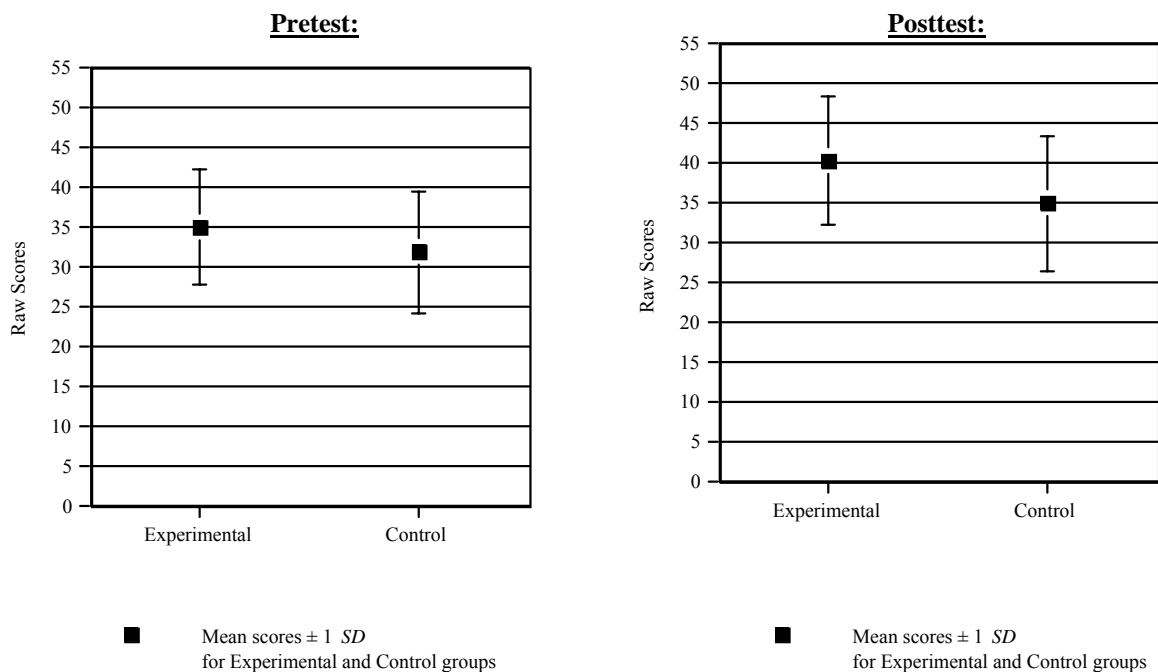 Pretest:
55
50
45
40
35
30
25
20
15
10
5
0
Raw Scores
Experimental Control
Mean scores ± 1 SD
for Experimental and Control groups
Posttest:
55
50
45
40
35
30
25
20
15
10
5
0
Raw Scores
Experimental Control
Mean scores ± 1 SD
for Experimental and Control groups